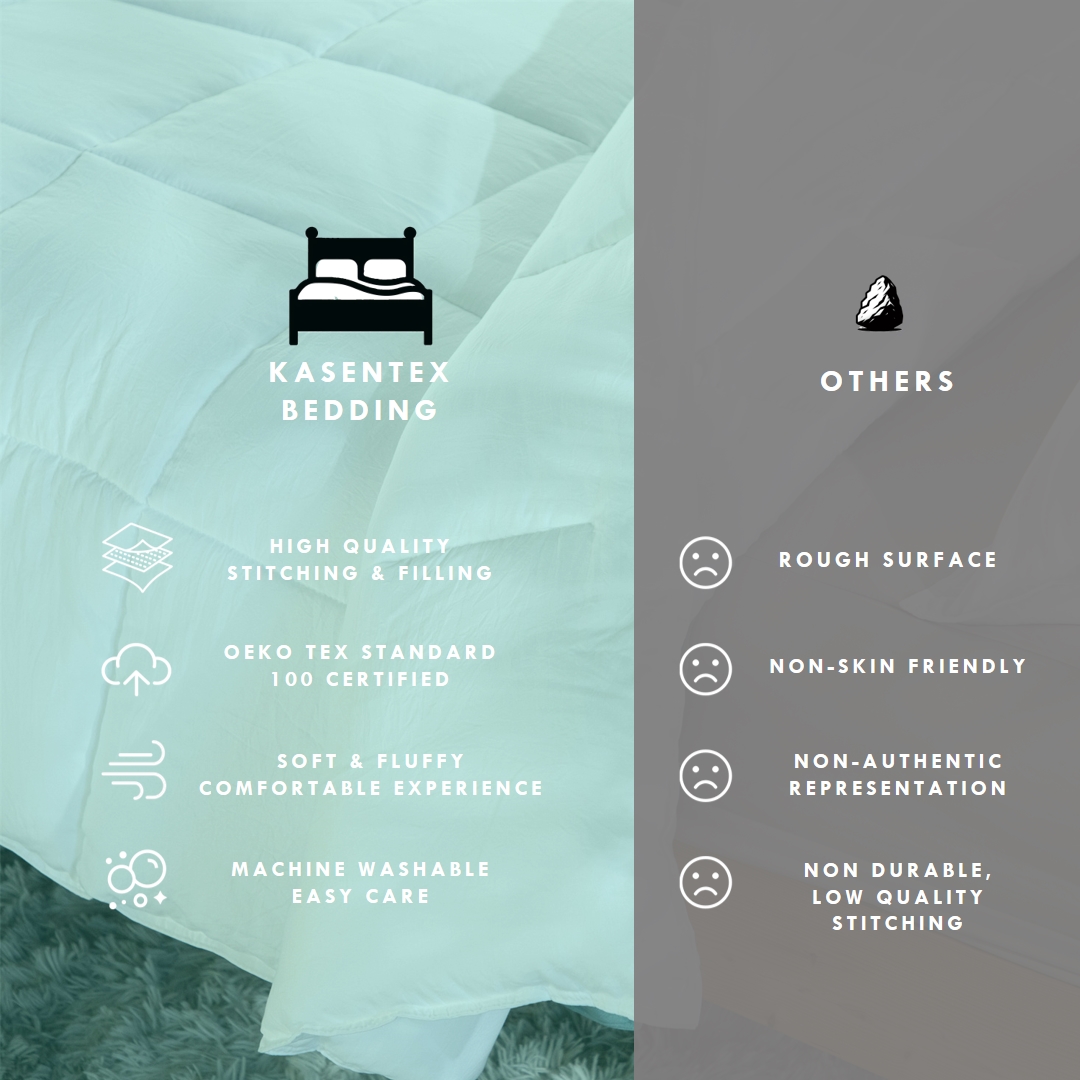 KASENTEX
BEDDING
HIGH QUALITY
STITCHING & FILLING
OEKO TEX STANDARD
100 CERTIFIED
SOFT & FLUFFY
COMFORTABLE EXPERIENCE
MACHINE WASHABLE
EASY CARE
OTHERS
ROUGH SURFACE
NON-SKIN FRIENDLY
NON-AUTHENTIC
REPRESENTATION
NON DURABLE,
LOW QUALITY
STITCHING